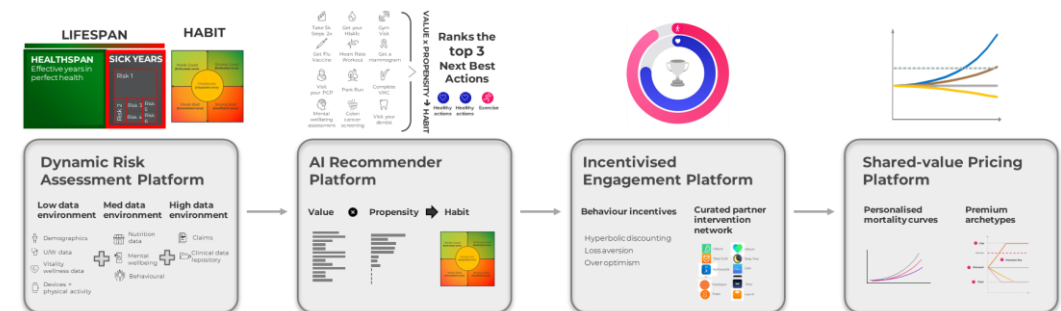 LIFESPAN
HABIT
HEALTHSPAN
Effective years in
perfect health
SICK YEARS
Risk 1
Risk 3
Take 5k
Steps 2x
Get your
HbA1c
Gym
Visit
Get Flu
Vaccine
Heart Rate
Workout
Get a
mammogram
Visit
your PCP
Park Run
Complete
VHC
Mental
wellbeing
assessment
Colon
cancer
screening
Visit your
dentist
VALUE x PROPENSITY → HABIT
Ranks the
top 3
Next Best
Actions
Healthy
actions
Healthy
actions
Exercise
Dynamic Risk
Assessment Platform
Low data
environment
Med data
environment
High data
environment
Demographics
U/W data
Vitality
wellness data
Devices +
physical activity
Nutrition
data
Mental
wellbeing
Behavioural
Claims
Clinical data
repository
AI Recommender
Platform
Value
Propensity
Habit
Incentivised
Engagement Platform
Behaviour incentives
Hyperbolic discounting
Loss aversion
Over optimism
Curated partner
intervention
network
Shared-value Pricing
Platform
Personalised
mortality curves
Premium
archetypes